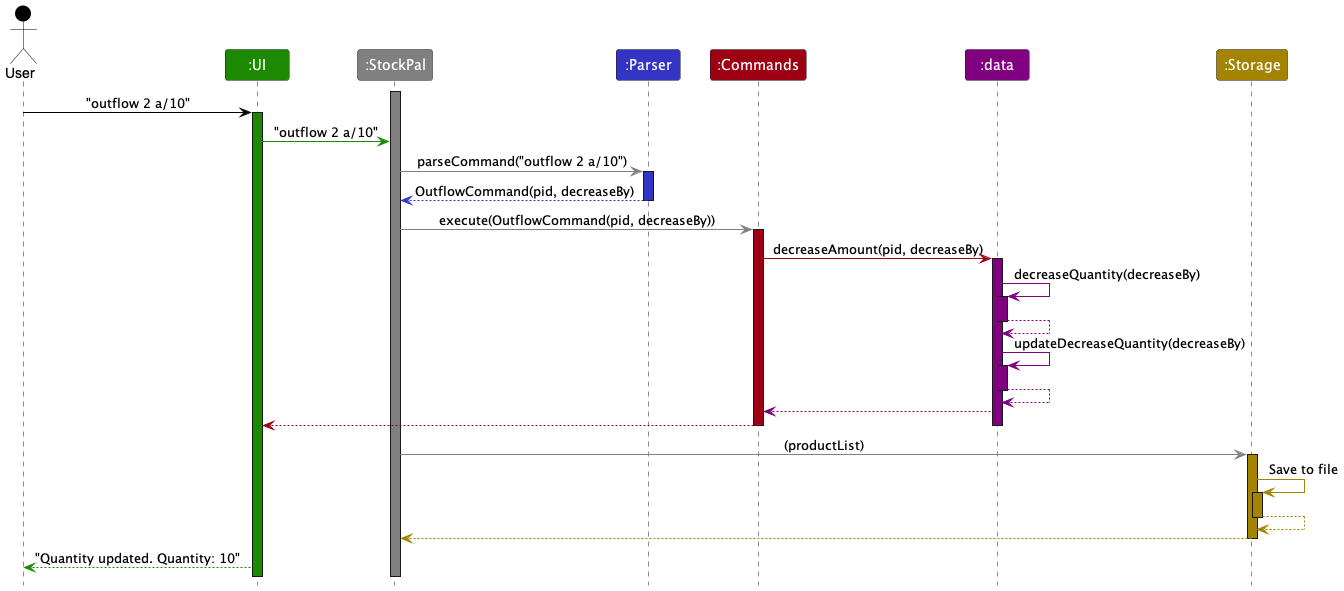 User
:UI
:StockPal
:Parser
:Commands
:data
:Storage
"outflow 2 a/10"
"outflow 2 a/10"
parseCommand("outflow 2 a/10")
OutflowCommand(pid, decreaseBy)
execute(OutflowCommand(pid, decreaseBy))
decreaseAmount(pid, decreaseBy)
decreaseQuantity(decreaseBy)
updateDecreaseQuantity(decreaseBy)
(productList)
Save to file
"Quantity updated. Quantity: 10"